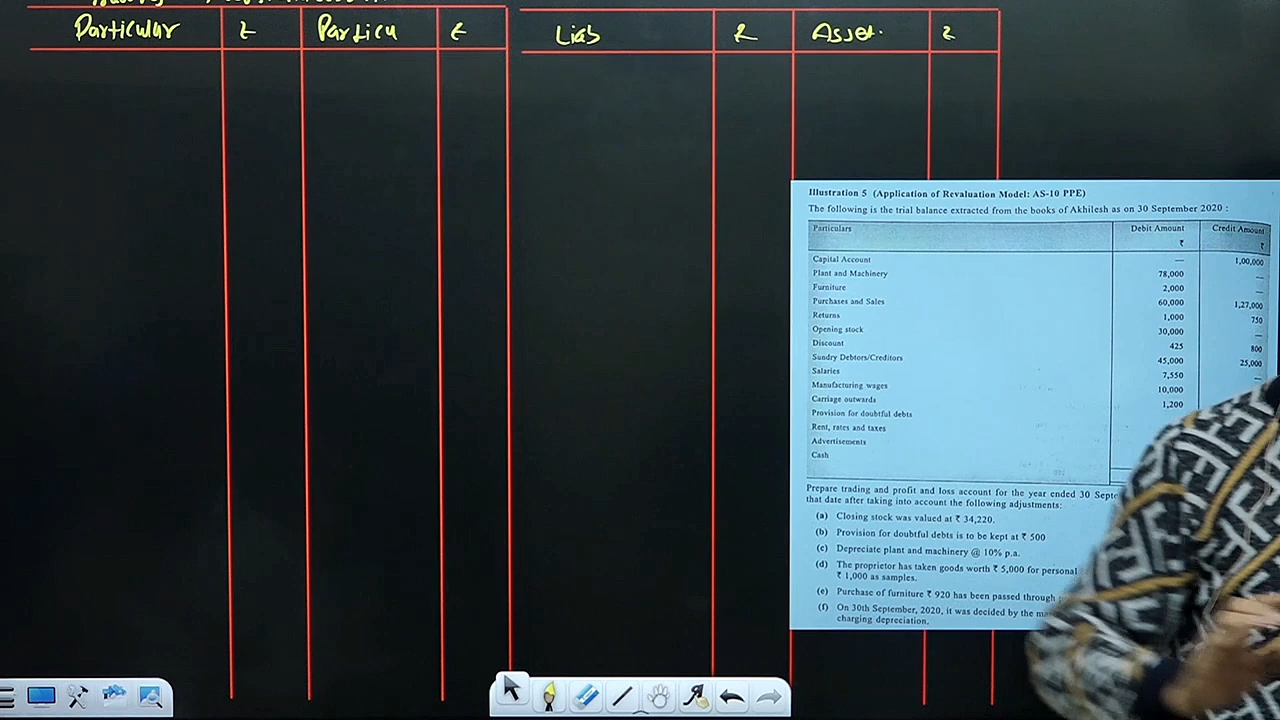 Particular ₹ Particu ₹ Liab ₹ Asset. ₹
Illustration 5 (Application of Revaluation Model: AS-10 PPE)
The following is the trial balance extracted from the books of Akhilesh as on 30 September 2020 :
Particulars Debit Amount ₹ Credit Amount ₹
Capital Account — 1,00,000
Plant and Machinery 78,000 —
Furniture 2,000 —
Purchases and Sales 60,000 1,27,000
Returns 1,000 750
Opening stock 30,000 —
Discount 425 800
Sundry Debtors/Creditors 45,000 25,000
Salaries 7,550 —
Manufacturing wages 10,000
Carriage outwards 1,200
Provision for doubtful debts
Rent, rates and taxes
Advertisements
Cash
Prepare trading and profit and loss account for the year ended 30 Septe
that date after taking into account the following adjustments:
(a) Closing stock was valued at ₹ 34,220.
(b) Provision for doubtful debts is to be kept at ₹ 500
(c) Depreciate plant and machinery @ 10% p.a.
(d) The proprietor has taken goods worth ₹ 5,000 for personal
₹ 1,000 as samples.
(e) Purchase of furniture ₹ 920 has been passed through
(f) On 30th September, 2020, it was decided by the ma
charging depreciation.